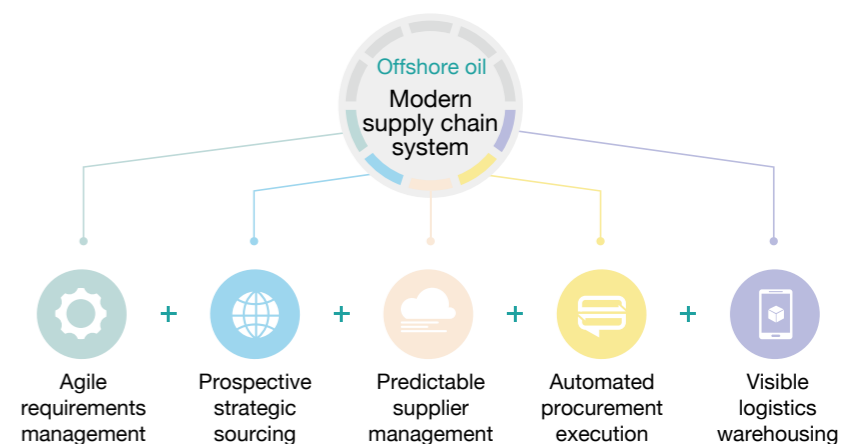 Offshore oil
Modern
supply chain
system
+
+
+
+
Agile
requirements
management
Prospective
strategic
sourcing
Predictable
supplier
management
Automated
procurement
execution
Visible
logistics
warehousing